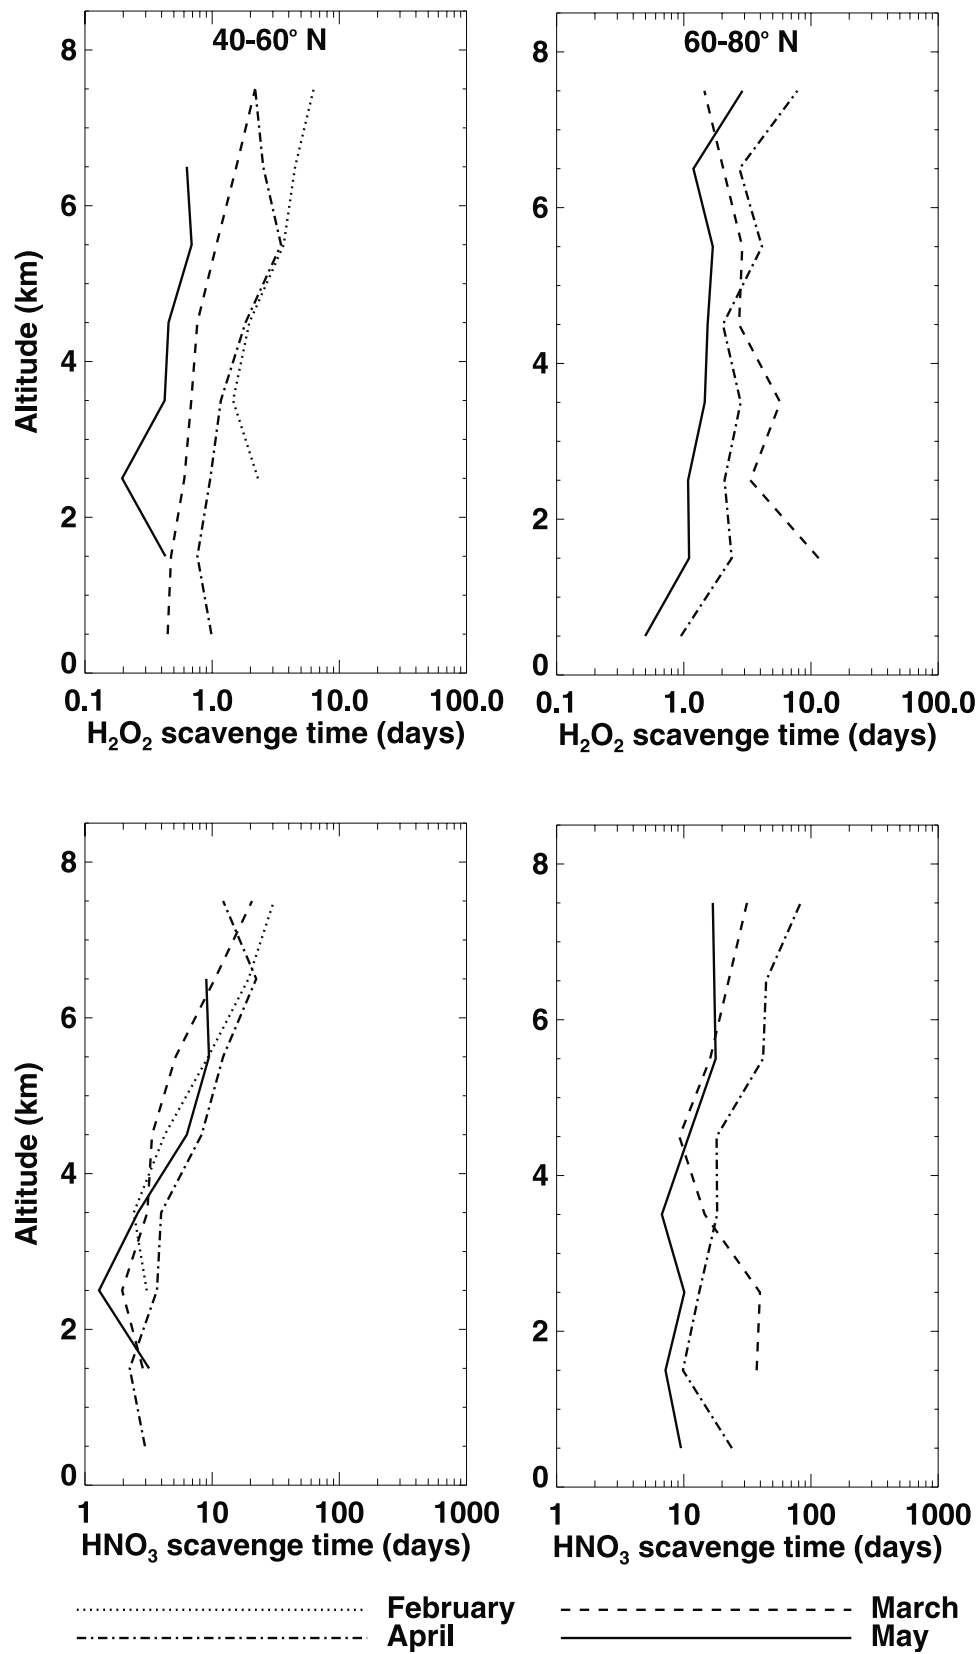 40-60° N
60-80° N
8
6
4
2
0
Altitude (km)
0.1 1.0 10.0 100.0
H₂O₂ scavenge time (days)
8
6
4
2
0
0.1 1.0 10.0 100.0
H₂O₂ scavenge time (days)
8
6
4
2
0
Altitude (km)
1 10 100 1000
HNO₃ scavenge time (days)
8
6
4
2
0
1 10 100 1000
HNO₃ scavenge time (days)
February
March
April
May